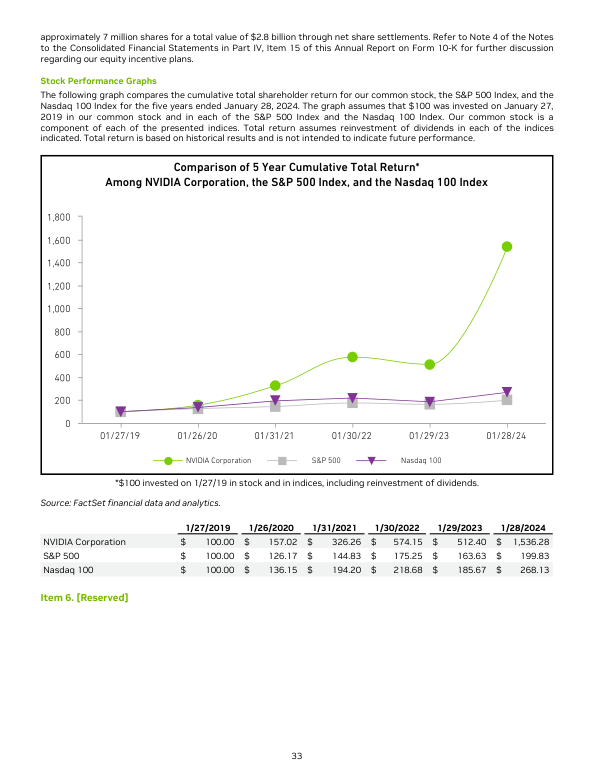 approximately 7 million shares for a total value of $2.8 billion through net share settlements. Refer to Note 4 of the Notes
to the Consolidated Financial Statements in Part IV, Item 15 of this Annual Report on Form 10-K for further discussion
regarding our equity incentive plans.
Stock Performance Graphs
The following graph compares the cumulative total shareholder return for our common stock, the S&P 500 Index, and the
Nasdaq 100 Index for the five years ended January 28, 2024. The graph assumes that $100 was invested on January 27,
2019 in our common stock and in each of the S&P 500 Index and the Nasdaq 100 Index. Our common stock is a
component of each of the presented indices. Total return assumes reinvestment of dividends in each of the indices
indicated. Total return is based on historical results and is not intended to indicate future performance.
Comparison of 5 Year Cumulative Total Return*
Among NVIDIA Corporation, the S&P 500 Index, and the Nasdaq 100 Index
1,800
1,600
1,400
1,200
1,000
800
600
400
200
0
01/27/19 01/26/20 01/31/21 01/30/22 01/29/23 01/28/24
NVIDIA Corporation S&P 500 Nasdaq 100
*$100 invested on 1/27/19 in stock and in indices, including reinvestment of dividends.
Source: FactSet financial data and analytics.
1/27/2019 1/26/2020 1/31/2021 1/30/2022 1/29/2023 1/28/2024
NVIDIA Corporation $ 100.00 $ 157.02 $ 326.26 $ 574.15 $ 512.40 $ 1,536.28
S&P 500 $ 100.00 $ 126.17 $ 144.83 $ 175.25 $ 163.63 $ 199.83
Nasdaq 100 $ 100.00 $ 136.15 $ 194.20 $ 218.68 $ 185.67 $ 268.13
Item 6. [Reserved]
33